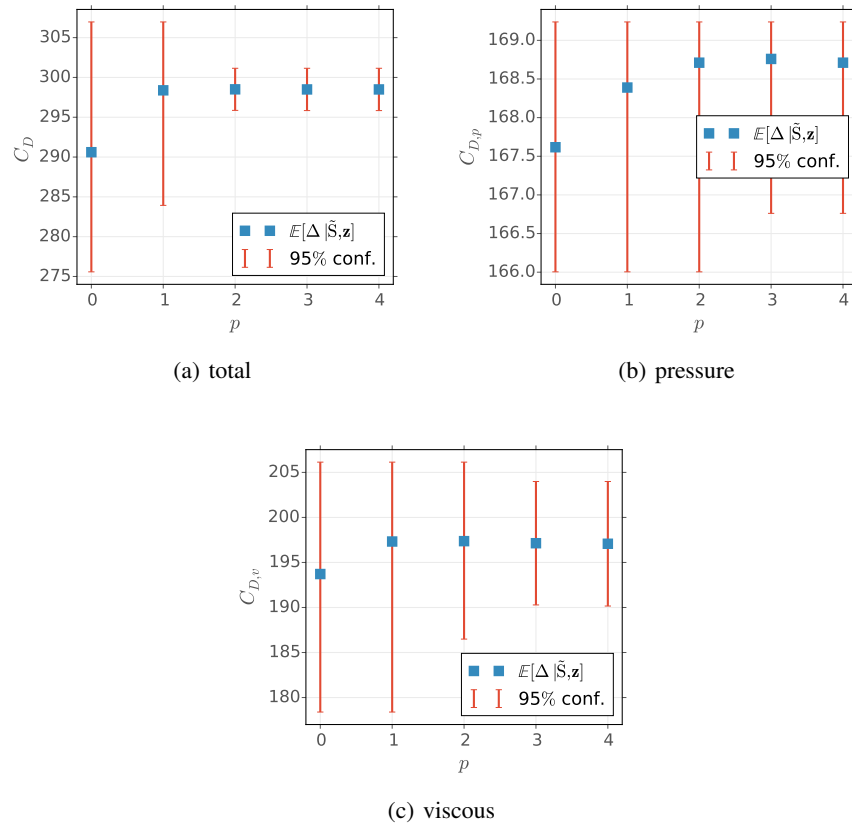 305
300
295
290
285
280
275
C_D
0 1 2 3 4
p
𝔼[Δ|S̃,z]
95% conf.
(a) total
169.0
168.5
168.0
167.5
167.0
166.5
166.0
C_{D,p}
0 1 2 3 4
p
𝔼[Δ|S̃,z]
95% conf.
(b) pressure
205
200
195
190
185
180
C_{D,v}
0 1 2 3 4
p
𝔼[Δ|S̃,z]
95% conf.
(c) viscous